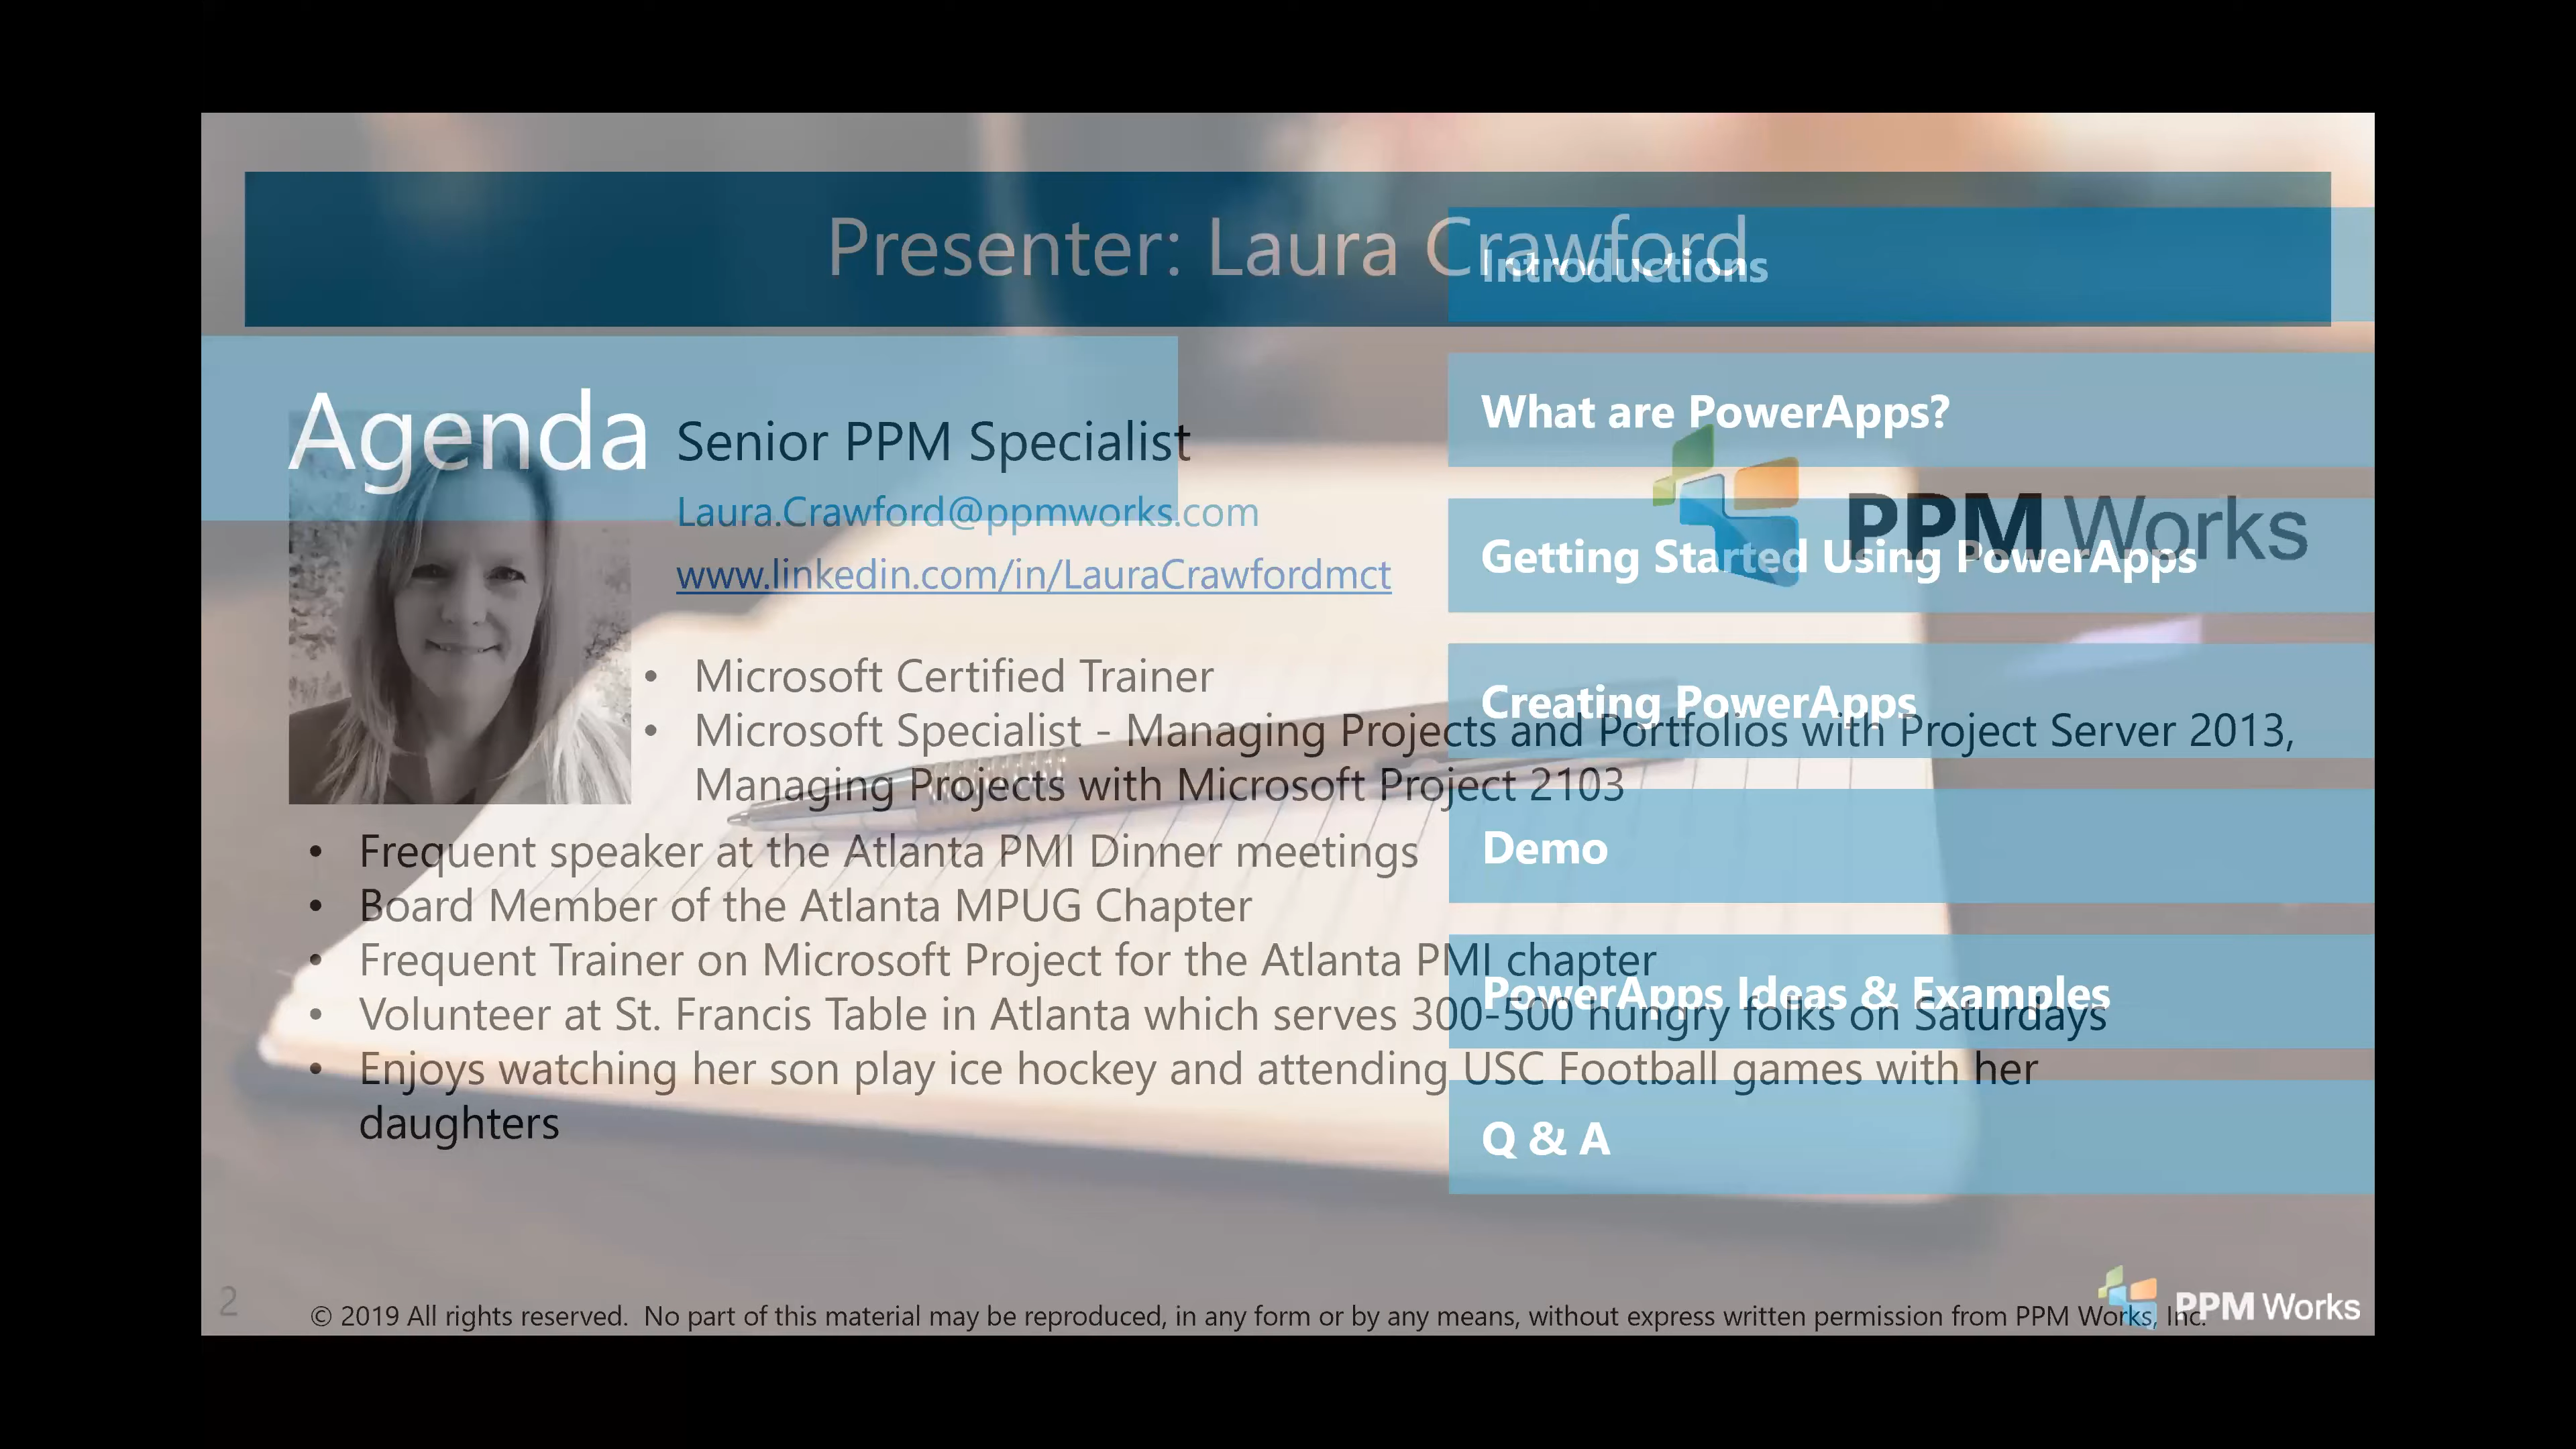 Presenter: Laura Crawford
Senior PPM Specialist
Laura.Crawford@ppmworks.com
www.linkedin.com/in/LauraCrawfordmct
PPM Works
• Microsoft Certified Trainer
• Microsoft Specialist - Managing Projects and Portfolios with Project Server 2013,
Managing Projects with Microsoft Project 2103
• Frequent speaker at the Atlanta PMI Dinner meetings
• Board Member of the Atlanta MPUG Chapter
• Frequent Trainer on Microsoft Project for the Atlanta PMI chapter
• Volunteer at St. Francis Table in Atlanta which serves 300-500 hungry folks on Saturdays
• Enjoys watching her son play ice hockey and attending USC Football games with her
daughters
Agenda
Introductions
What are PowerApps?
Getting Started Using PowerApps
Creating PowerApps
Demo
PowerApps Ideas & Examples
Q & A
2
© 2019 All rights reserved.  No part of this material may be reproduced, in any form or by any means, without express written permission from PPM Works, Inc.
PPM Works